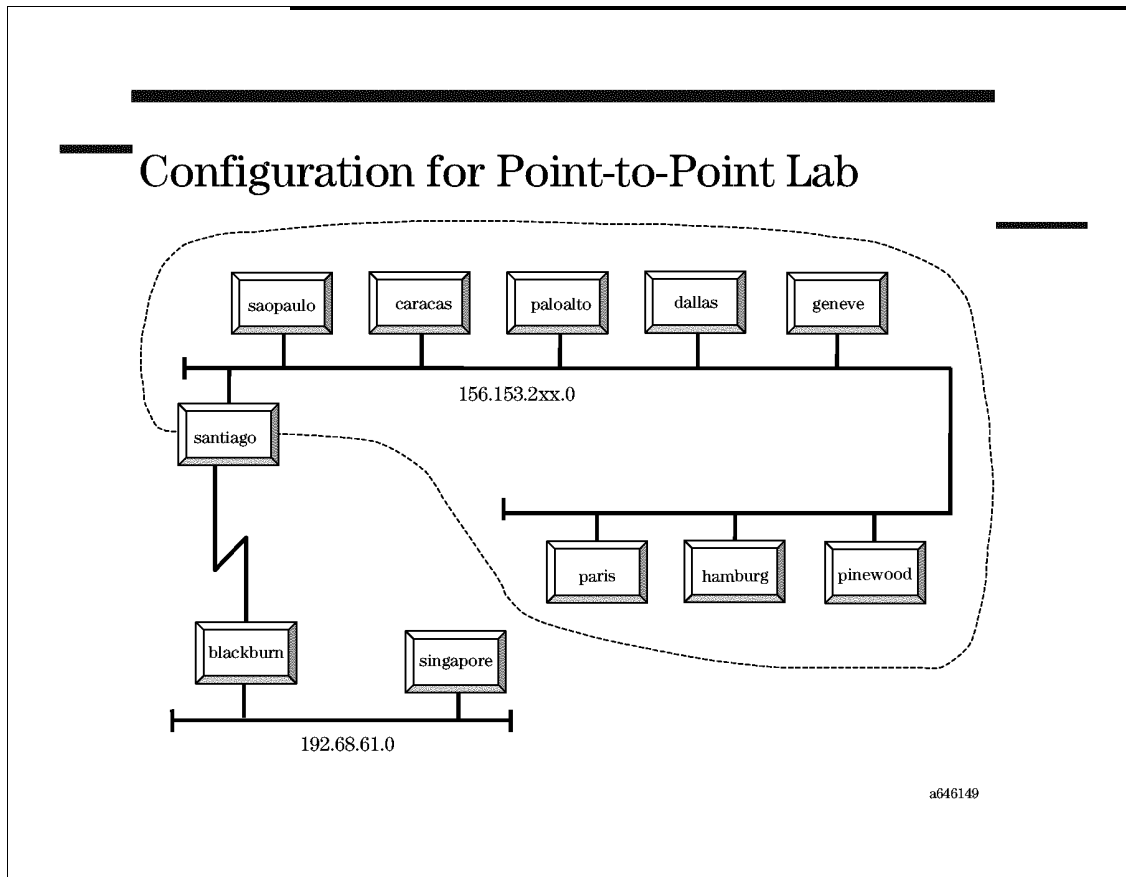 Configuration for Point-to-Point Lab
saopaulo
caracas
paloalto
dallas
geneve
156.153.2xx.0
santiago
paris
hamburg
pinewood
blackburn
singapore
192.68.61.0
a646149